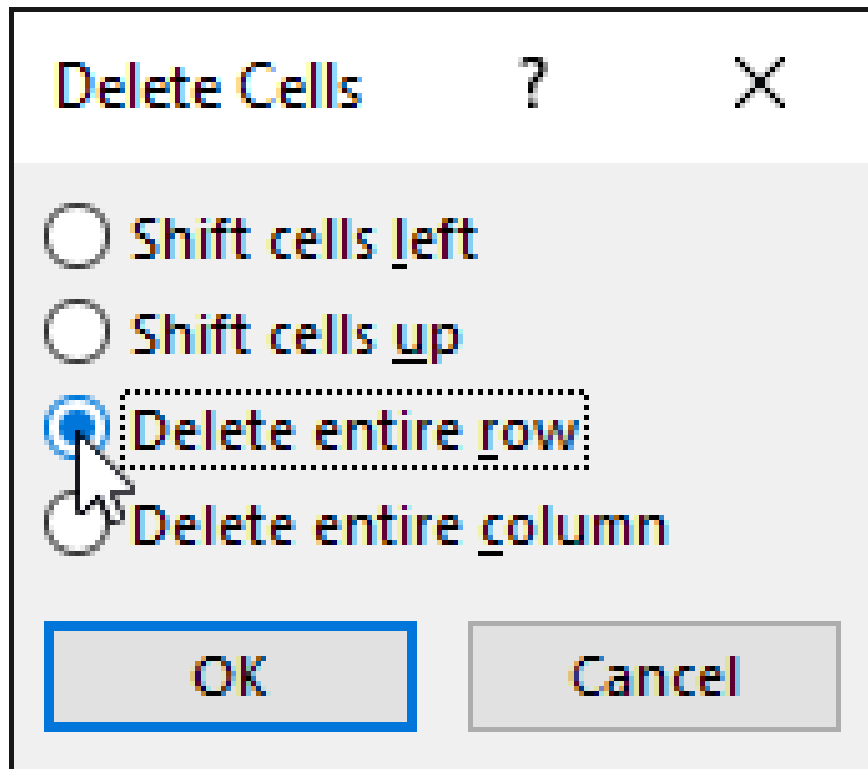 Delete Cells ?
Shift cells left
Shift cells up
Delete entire row
Delete entire column
OK Cancel